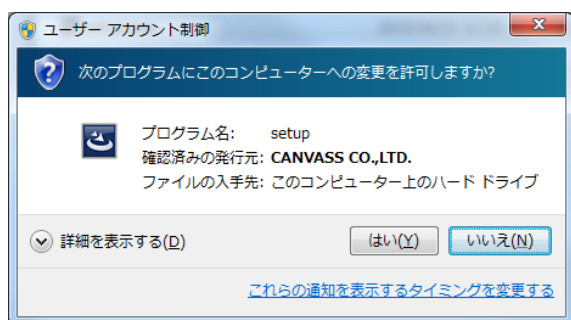 ユーザー アカウント制御
次のプログラムにこのコンピューターへの変更を許可しますか?
プログラム名: setup
確認済みの発行元: CANVASS CO.,LTD.
ファイルの入手先: このコンピューター上のハード ドライブ
詳細を表示する(D) はい(Y) いいえ(N)
これらの通知を表示するタイミングを変更する